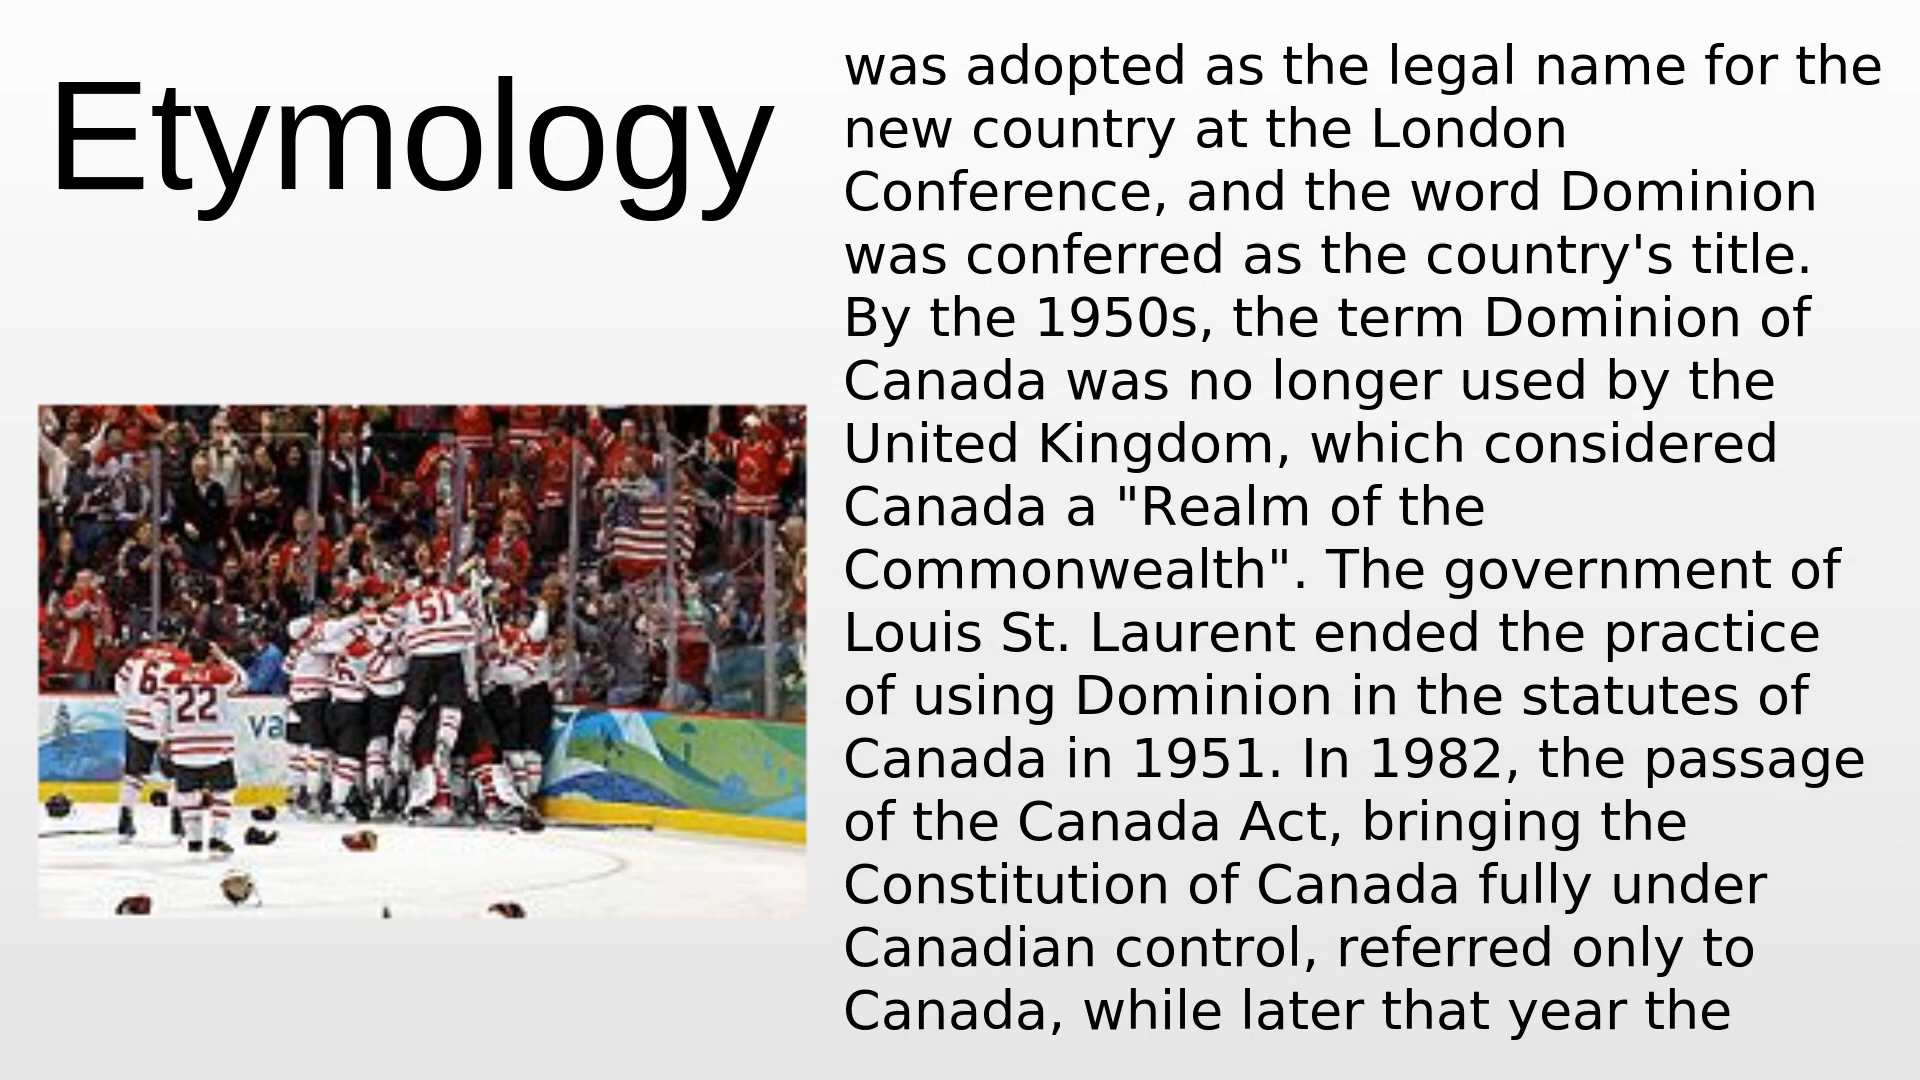 Etymology
was adopted as the legal name for the
new country at the London
Conference, and the word Dominion
was conferred as the country's title.
By the 1950s, the term Dominion of
Canada was no longer used by the
United Kingdom, which considered
Canada a "Realm of the
Commonwealth". The government of
Louis St. Laurent ended the practice
of using Dominion in the statutes of
Canada in 1951. In 1982, the passage
of the Canada Act, bringing the
Constitution of Canada fully under
Canadian control, referred only to
Canada, while later that year the
51
6
22
va